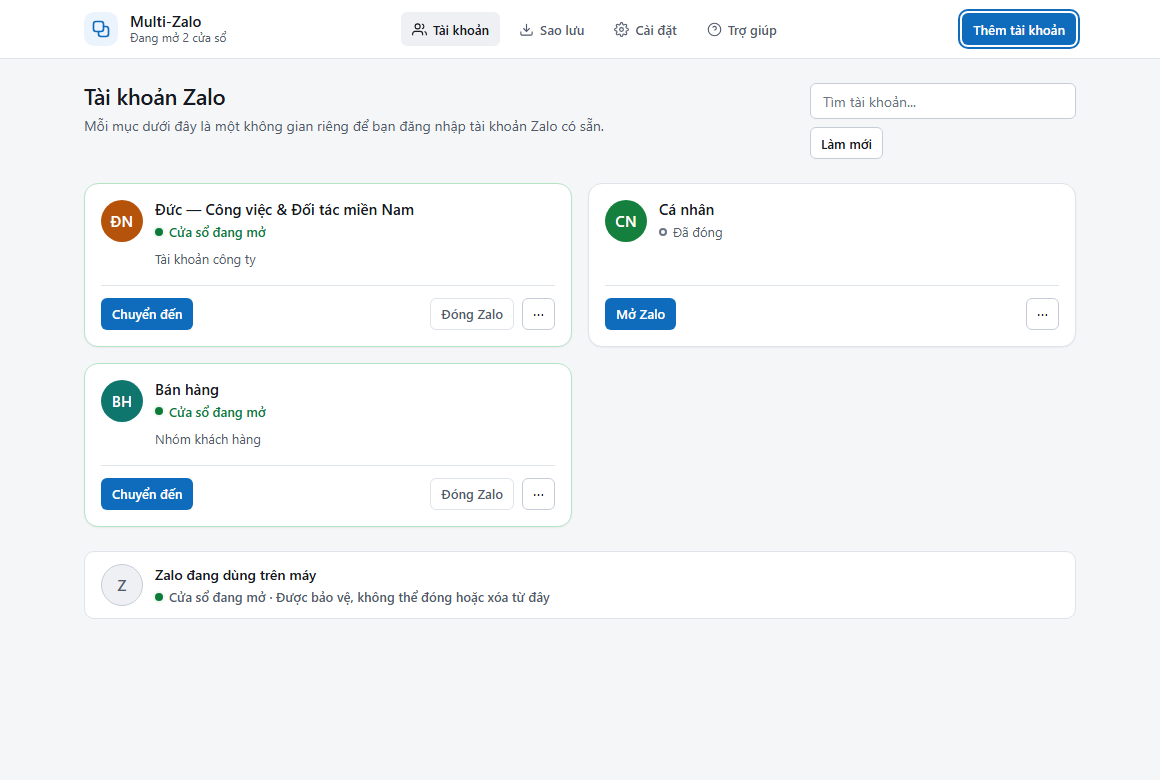 Multi-Zalo
Đang mở 2 cửa sổ
Tài khoản
Sao lưu
Cài đặt
Trợ giúp
Thêm tài khoản
Tài khoản Zalo
Mỗi mục dưới đây là một không gian riêng để bạn đăng nhập tài khoản Zalo có sẵn.
Tìm tài khoản...
Làm mới
ĐN
Đức — Công việc & Đối tác miền Nam
Cửa sổ đang mở
Tài khoản công ty
Chuyển đến
Đóng Zalo
...
CN
Cá nhân
Đã đóng
Mở Zalo
...
BH
Bán hàng
Cửa sổ đang mở
Nhóm khách hàng
Chuyển đến
Đóng Zalo
...
Z
Zalo đang dùng trên máy
Cửa sổ đang mở · Được bảo vệ, không thể đóng hoặc xóa từ đây